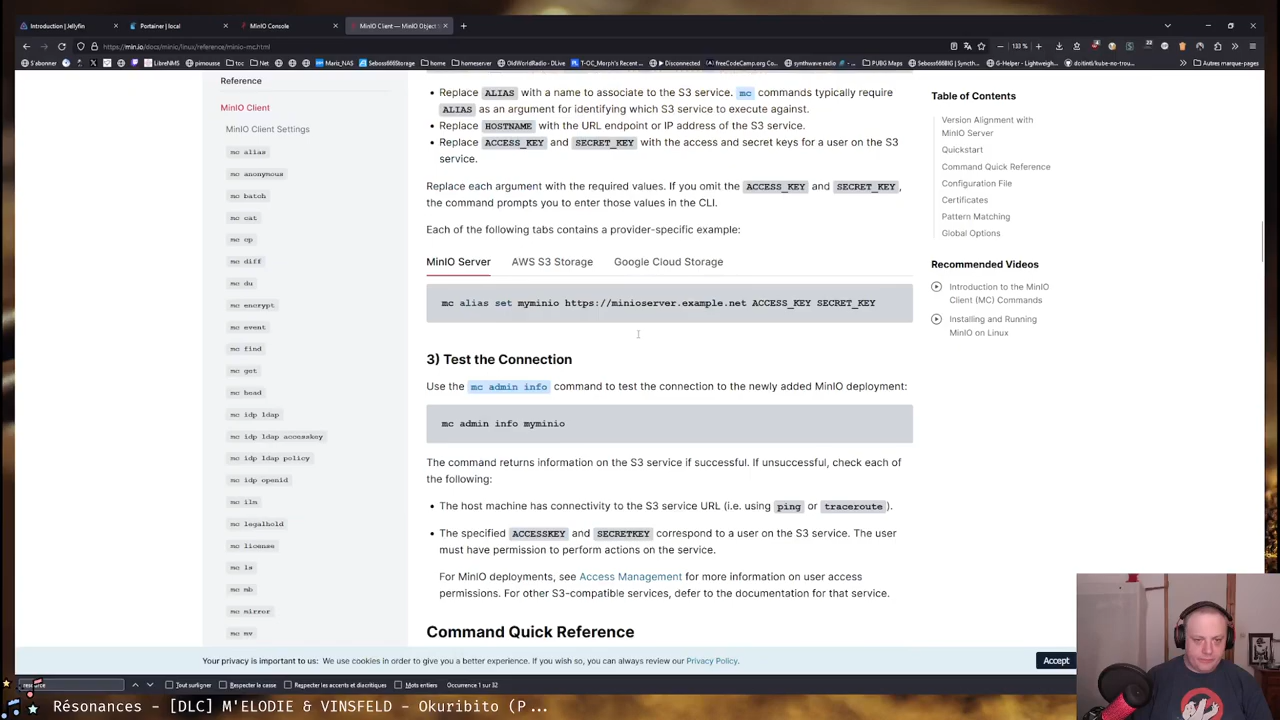 Introduction | Jellyfin
Portainer | local
MinIO Console
MinIO Client — MinIO Object S
https://min.io/docs/minio/linux/reference/minio-mc.html
133 %
S'abonner
LibreNMS
pimousse
tcc
Net
Mariz_NAS
Seboss666Storage
home
homeserver
OldWorldRadio - DLive
T-OC_Morph's Recent ...
Disconnected
freeCodeCamp.org Cou...
synthwave radio
PUBG Maps
Seboss666Storage
G-Helper - Lightweigh...
doitint6/kube-no-trou...
Autres marque-pages
Reference
MinIO Client
MinIO Client Settings
mc alias
mc anonymous
mc batch
mc cat
mc cp
mc diff
mc du
mc encrypt
mc event
mc find
mc get
mc head
mc idp ldap
mc idp ldap accesskey
mc idp ldap policy
mc idp openid
mc ilm
mc legalhold
mc license
mc ls
mc mb
mc mirror
mc mv
• Replace ALIAS with a name to associate to the S3 service. mc commands typically require
ALIAS as an argument for identifying which S3 service to execute against.
• Replace HOSTNAME with the URL endpoint or IP address of the S3 service.
• Replace ACCESS_KEY and SECRET_KEY with the access and secret keys for a user on the S3
service.
Replace each argument with the required values. If you omit the ACCESS_KEY and SECRET_KEY,
the command prompts you to enter those values in the CLI.
Each of the following tabs contains a provider-specific example:
MinIO Server AWS S3 Storage Google Cloud Storage
mc alias set myminio https://minioserver.example.net ACCESS_KEY SECRET_KEY
3) Test the Connection
Use the mc admin info command to test the connection to the newly added MinIO deployment:
mc admin info myminio
The command returns information on the S3 service if successful. If unsuccessful, check each of
the following:
• The host machine has connectivity to the S3 service URL (i.e. using ping or traceroute).
• The specified ACCESSKEY and SECRETKEY correspond to a user on the S3 service. The user
must have permission to perform actions on the service.
For MinIO deployments, see Access Management for more information on user access
permissions. For other S3-compatible services, defer to the documentation for that service.
Command Quick Reference
Table of Contents
Version Alignment with
MinIO Server
Quickstart
Command Quick Reference
Configuration File
Certificates
Pattern Matching
Global Options
Recommended Videos
Introduction to the MinIO
Client (MC) Commands
Installing and Running
MinIO on Linux
Your privacy is important to us: We use cookies in order to give you a better experience. If you wish so, you can always review our Privacy Policy.
Accept
Tout surligner
Respecter la casse
Respecter les accents et diacritiques
Mots entiers
Occurrence 1 sur 32
Résonances - [DLC] M'ELODIE & VINSFELD - Okuribito (P...